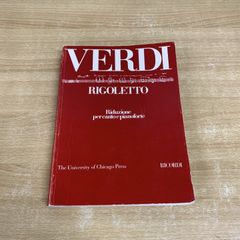 VERDI
RIGOLETTO
Riduzione
per canto e pianoforte
The University of Chicago Press RICORDI